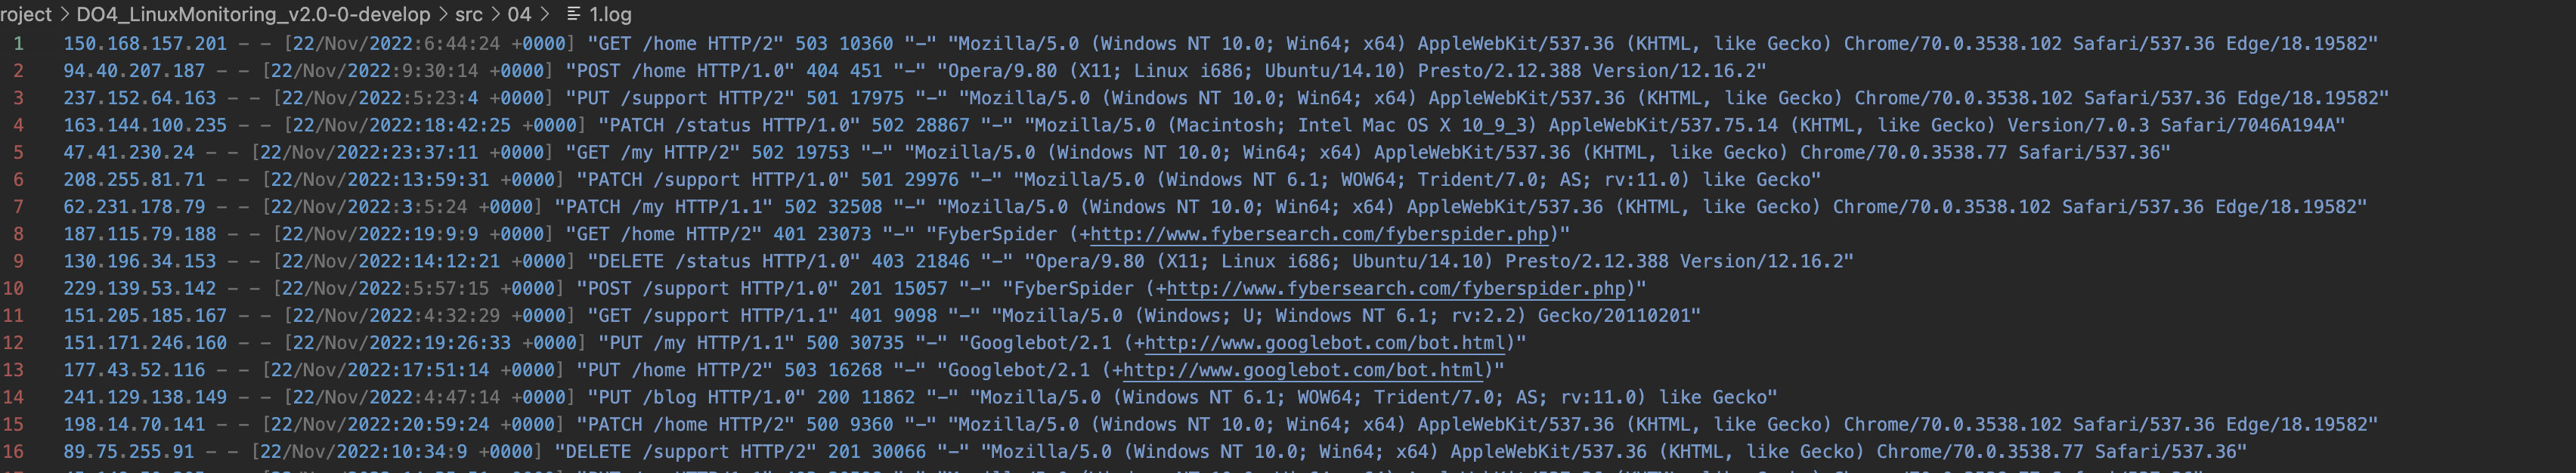 roject > DO4_LinuxMonitoring_v2.0-0-develop > src > 04 > 1.log
1 150.168.157.201 - - [22/Nov/2022:6:44:24 +0000] "GET /home HTTP/2" 503 10360 "-" "Mozilla/5.0 (Windows NT 10.0; Win64; x64) AppleWebKit/537.36 (KHTML, like Gecko) Chrome/70.0.3538.102 Safari/537.36 Edge/18.19582"
2 94.40.207.187 - - [22/Nov/2022:9:30:14 +0000] "POST /home HTTP/1.0" 404 451 "-" "Opera/9.80 (X11; Linux i686; Ubuntu/14.10) Presto/2.12.388 Version/12.16.2"
3 237.152.64.163 - - [22/Nov/2022:5:23:4 +0000] "PUT /support HTTP/2" 501 17975 "-" "Mozilla/5.0 (Windows NT 10.0; Win64; x64) AppleWebKit/537.36 (KHTML, like Gecko) Chrome/70.0.3538.102 Safari/537.36 Edge/18.19582"
4 163.144.100.235 - - [22/Nov/2022:18:42:25 +0000] "PATCH /status HTTP/1.0" 502 28867 "-" "Mozilla/5.0 (Macintosh; Intel Mac OS X 10_9_3) AppleWebKit/537.75.14 (KHTML, like Gecko) Version/7.0.3 Safari/7046A194A"
5 47.41.230.24 - - [22/Nov/2022:23:37:11 +0000] "GET /my HTTP/2" 502 19753 "-" "Mozilla/5.0 (Windows NT 10.0; Win64; x64) AppleWebKit/537.36 (KHTML, like Gecko) Chrome/70.0.3538.77 Safari/537.36"
6 208.255.81.71 - - [22/Nov/2022:13:59:31 +0000] "PATCH /support HTTP/1.0" 501 29976 "-" "Mozilla/5.0 (Windows NT 6.1; WOW64; Trident/7.0; AS; rv:11.0) like Gecko"
7 62.231.178.79 - - [22/Nov/2022:3:5:24 +0000] "PATCH /my HTTP/1.1" 502 32508 "-" "Mozilla/5.0 (Windows NT 10.0; Win64; x64) AppleWebKit/537.36 (KHTML, like Gecko) Chrome/70.0.3538.102 Safari/537.36 Edge/18.19582"
8 187.115.79.188 - - [22/Nov/2022:19:9:9 +0000] "GET /home HTTP/2" 401 23073 "-" "FyberSpider (+http://www.fybersearch.com/fyberspider.php)"
9 130.196.34.153 - - [22/Nov/2022:14:12:21 +0000] "DELETE /status HTTP/1.0" 403 21846 "-" "Opera/9.80 (X11; Linux i686; Ubuntu/14.10) Presto/2.12.388 Version/12.16.2"
10 229.139.53.142 - - [22/Nov/2022:5:57:15 +0000] "POST /support HTTP/1.0" 201 15057 "-" "FyberSpider (+http://www.fybersearch.com/fyberspider.php)"
11 151.205.185.167 - - [22/Nov/2022:4:32:29 +0000] "GET /support HTTP/1.1" 401 9098 "-" "Mozilla/5.0 (Windows; U; Windows NT 6.1; rv:2.2) Gecko/20110201"
12 151.171.246.160 - - [22/Nov/2022:19:26:33 +0000] "PUT /my HTTP/1.1" 500 30735 "-" "Googlebot/2.1 (+http://www.googlebot.com/bot.html)"
13 177.43.52.116 - - [22/Nov/2022:17:51:14 +0000] "PUT /home HTTP/2" 503 16268 "-" "Googlebot/2.1 (+http://www.googlebot.com/bot.html)"
14 241.129.138.149 - - [22/Nov/2022:4:47:14 +0000] "PUT /blog HTTP/1.0" 200 11862 "-" "Mozilla/5.0 (Windows NT 6.1; WOW64; Trident/7.0; AS; rv:11.0) like Gecko"
15 198.14.70.141 - - [22/Nov/2022:20:59:24 +0000] "PATCH /home HTTP/2" 500 9360 "-" "Mozilla/5.0 (Windows NT 10.0; Win64; x64) AppleWebKit/537.36 (KHTML, like Gecko) Chrome/70.0.3538.102 Safari/537.36 Edge/18.19582"
16 89.75.255.91 - - [22/Nov/2022:10:34:9 +0000] "DELETE /support HTTP/2" 201 30066 "-" "Mozilla/5.0 (Windows NT 10.0; Win64; x64) AppleWebKit/537.36 (KHTML, like Gecko) Chrome/70.0.3538.77 Safari/537.36"